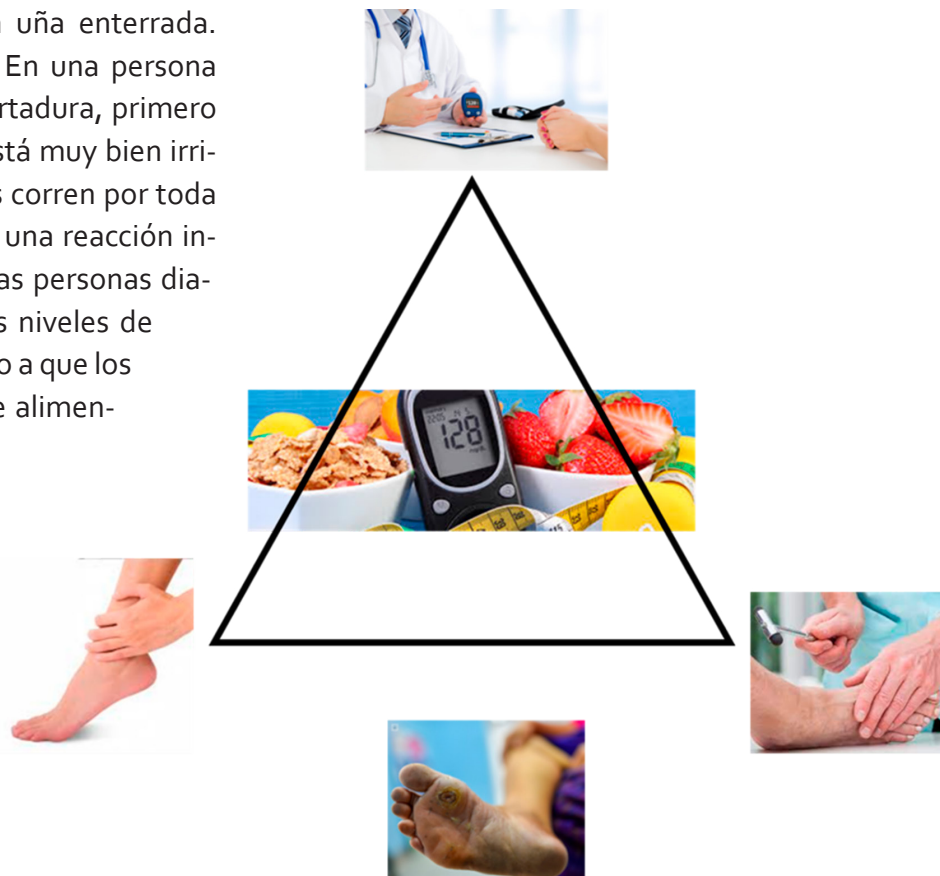 uña enterrada.
En una persona
rtadura, primero
stá muy bien irri-
s corren por toda
una reacción in-
as personas dia-
s niveles de
o a que los
e alimen-
128